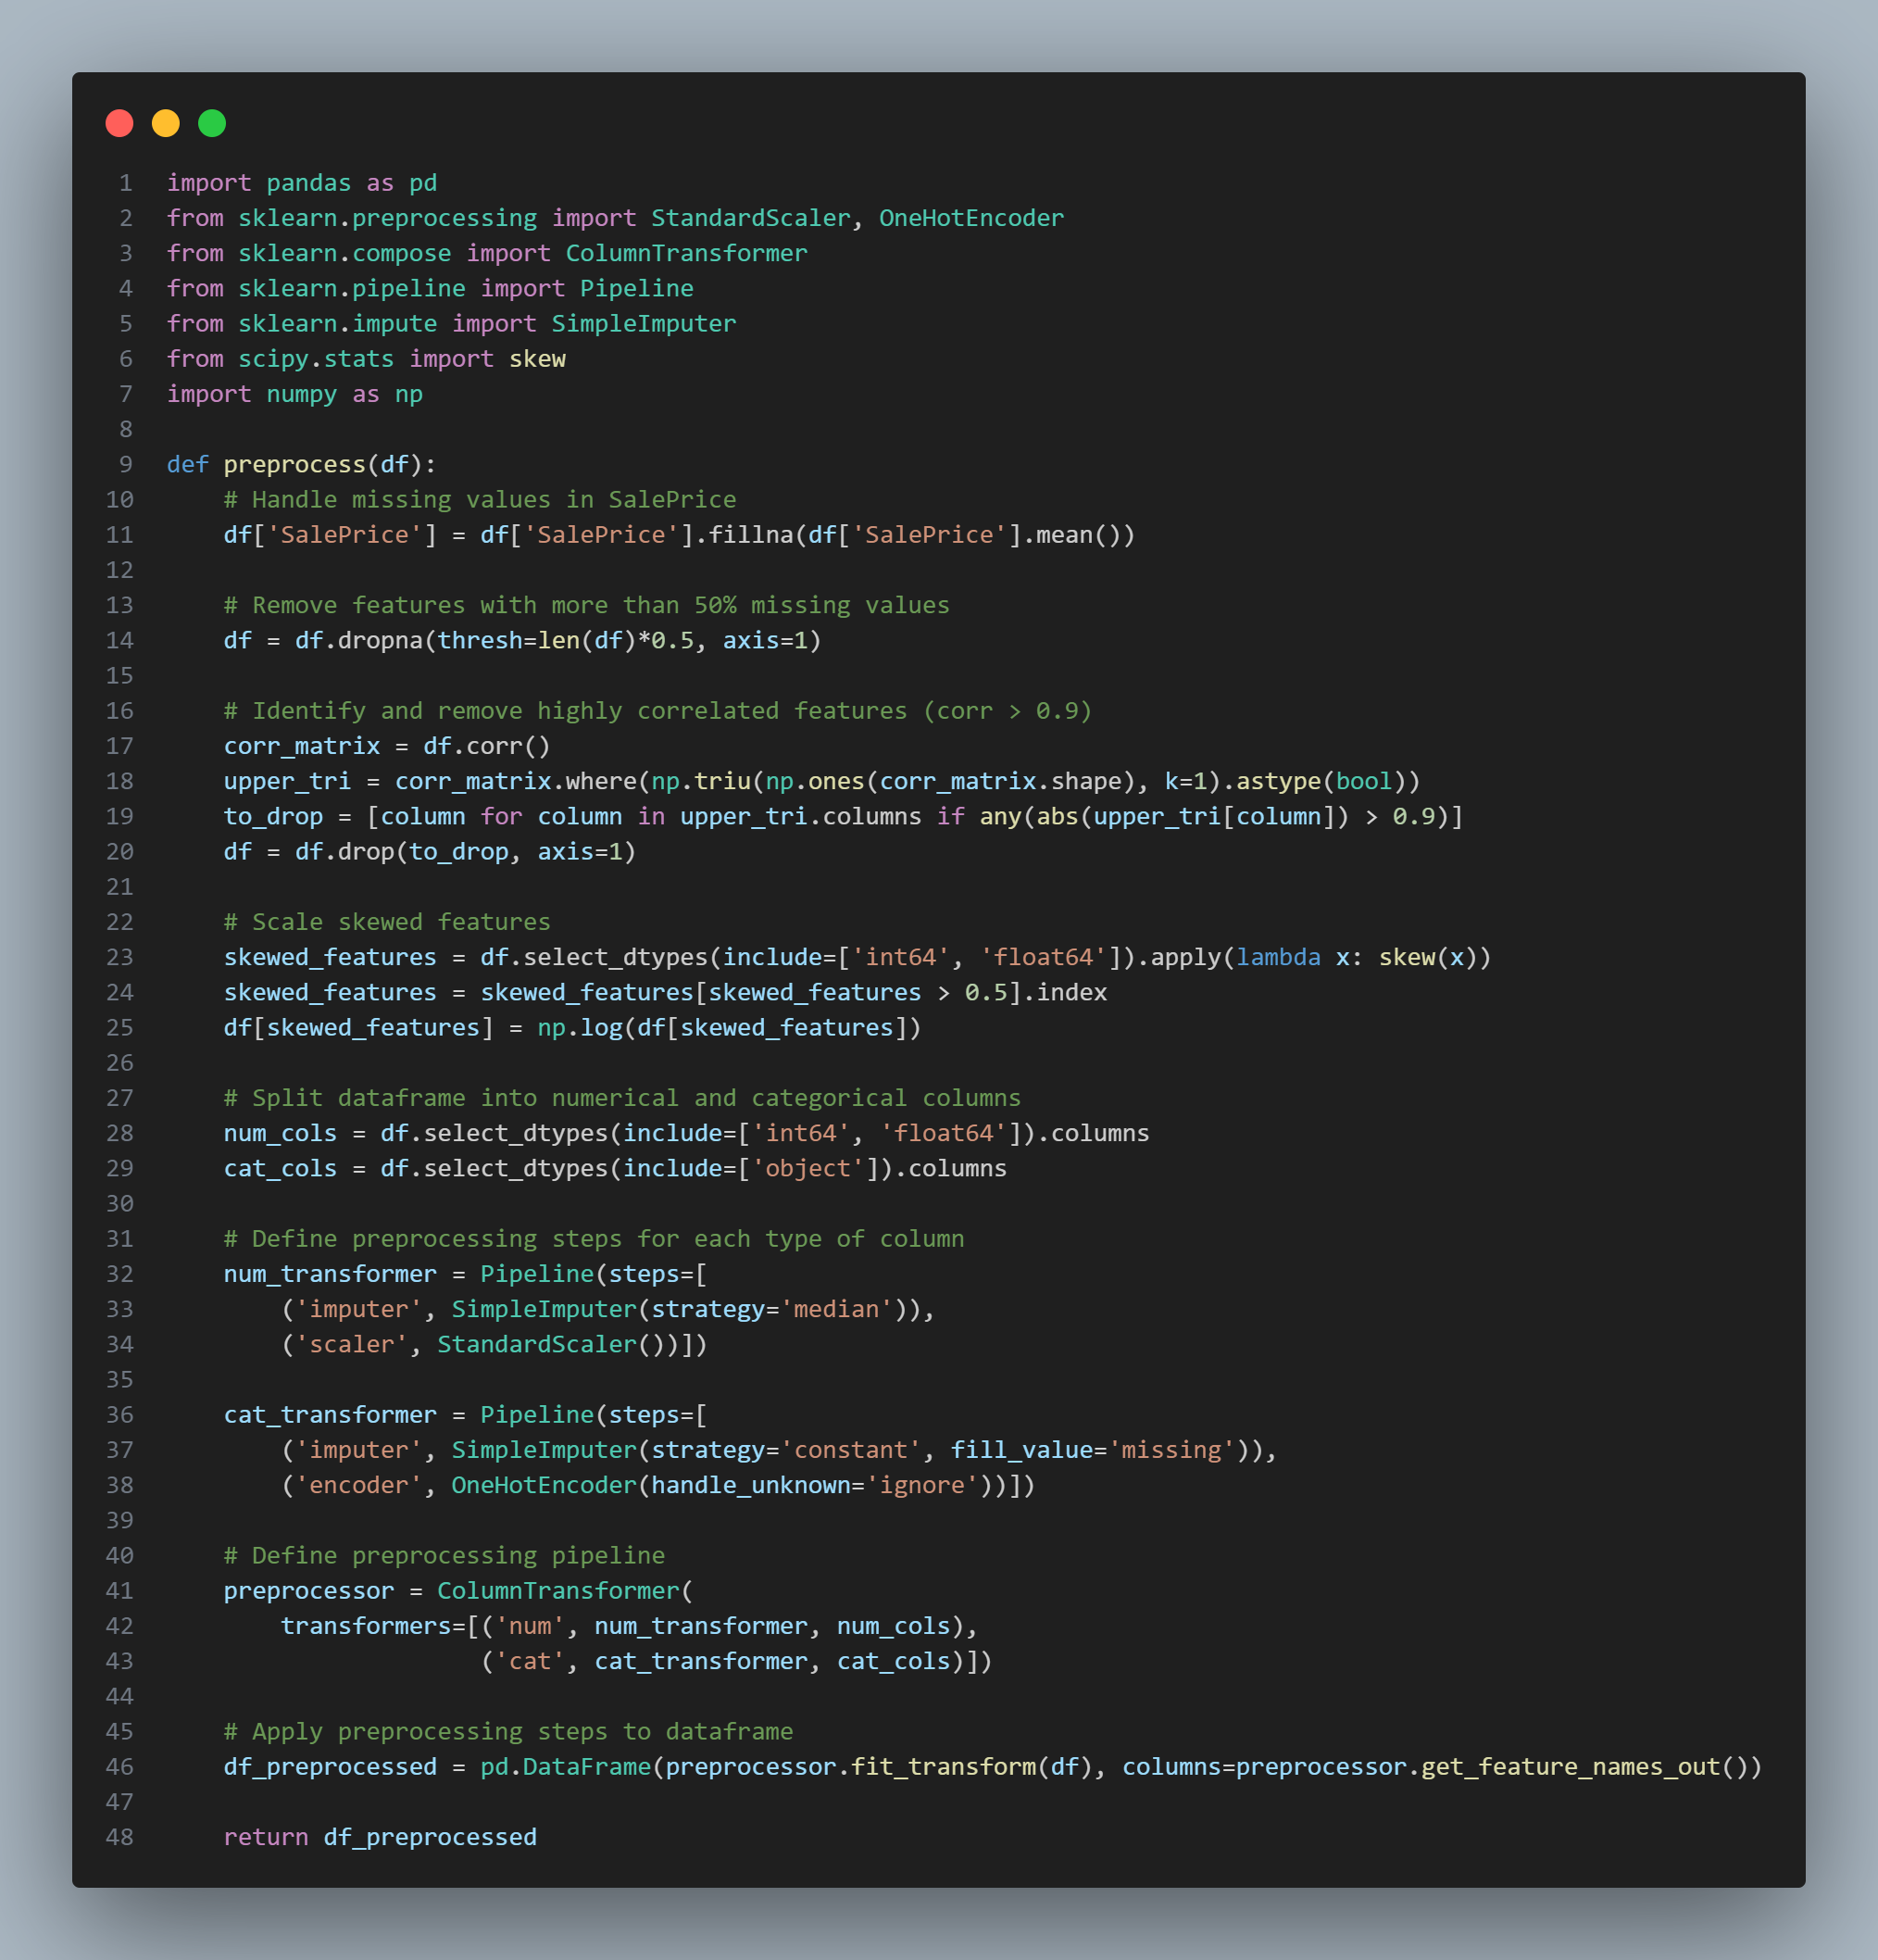 1 import pandas as pd
2 from sklearn.preprocessing import StandardScaler, OneHotEncoder
3 from sklearn.compose import ColumnTransformer
4 from sklearn.pipeline import Pipeline
5 from sklearn.impute import SimpleImputer
6 from scipy.stats import skew
7 import numpy as np
8
9 def preprocess(df):
10     # Handle missing values in SalePrice
11     df['SalePrice'] = df['SalePrice'].fillna(df['SalePrice'].mean())
12
13     # Remove features with more than 50% missing values
14     df = df.dropna(thresh=len(df)*0.5, axis=1)
15
16     # Identify and remove highly correlated features (corr > 0.9)
17     corr_matrix = df.corr()
18     upper_tri = corr_matrix.where(np.triu(np.ones(corr_matrix.shape), k=1).astype(bool))
19     to_drop = [column for column in upper_tri.columns if any(abs(upper_tri[column]) > 0.9)]
20     df = df.drop(to_drop, axis=1)
21
22     # Scale skewed features
23     skewed_features = df.select_dtypes(include=['int64', 'float64']).apply(lambda x: skew(x))
24     skewed_features = skewed_features[skewed_features > 0.5].index
25     df[skewed_features] = np.log(df[skewed_features])
26
27     # Split dataframe into numerical and categorical columns
28     num_cols = df.select_dtypes(include=['int64', 'float64']).columns
29     cat_cols = df.select_dtypes(include=['object']).columns
30
31     # Define preprocessing steps for each type of column
32     num_transformer = Pipeline(steps=[
33         ('imputer', SimpleImputer(strategy='median')),
34         ('scaler', StandardScaler())])
35
36     cat_transformer = Pipeline(steps=[
37         ('imputer', SimpleImputer(strategy='constant', fill_value='missing')),
38         ('encoder', OneHotEncoder(handle_unknown='ignore'))])
39
40     # Define preprocessing pipeline
41     preprocessor = ColumnTransformer(
42         transformers=[('num', num_transformer, num_cols),
43                       ('cat', cat_transformer, cat_cols)])
44
45     # Apply preprocessing steps to dataframe
46     df_preprocessed = pd.DataFrame(preprocessor.fit_transform(df), columns=preprocessor.get_feature_names_out())
47
48     return df_preprocessed